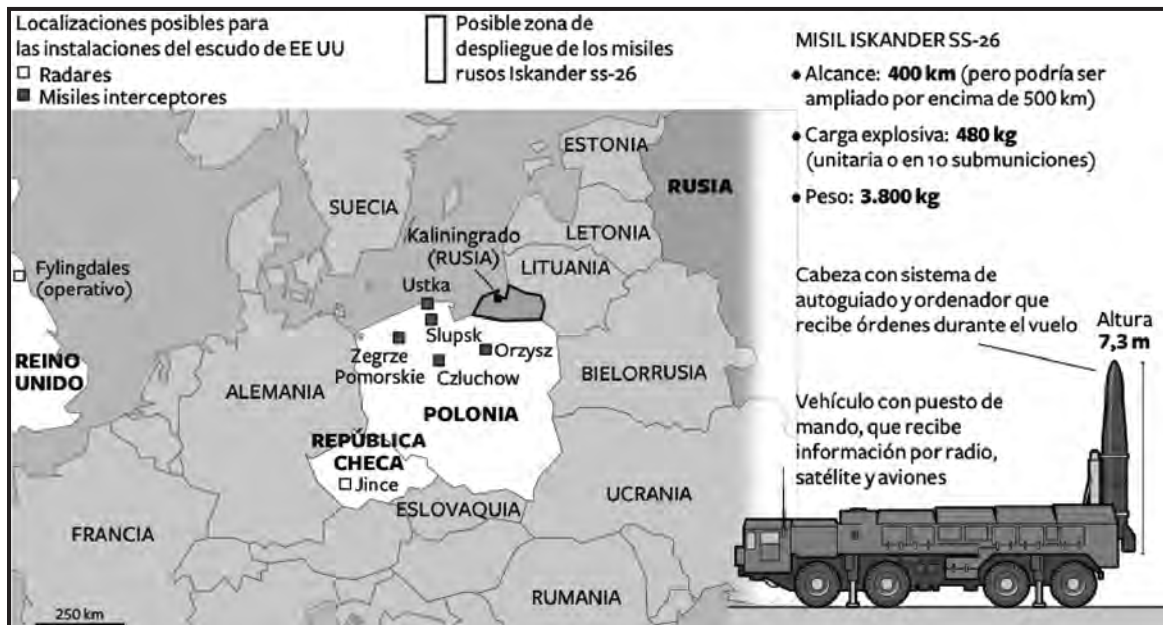 Localizaciones posibles para
las instalaciones del escudo de EE UU
Radares
Misiles interceptores
Posible zona de
despliegue de los misiles
rusos Iskander ss-26
MISIL ISKANDER SS-26
• Alcance: 400 km (pero podría ser
ampliado por encima de 500 km)
• Carga explosiva: 480 kg
(unitaria o en 10 submuniciones)
• Peso: 3.800 kg
Cabeza con sistema de
autoguiado y ordenador que
recibe órdenes durante el vuelo
Altura
7,3 m
Vehículo con puesto de
mando, que recibe
información por radio,
satélite y aviones
ESTONIA
RUSIA
SUECIA
LETONIA
Kaliningrado
(RUSIA)
LITUANIA
Fylingdales
(operativo)
Ustka
Slupsk
Orzysz
Zegrze
Pomorskie
Człuchow
REINO
UNIDO
ALEMANIA
BIELORRUSIA
POLONIA
REPÚBLICA
CHECA
Jince
UCRANIA
ESLOVAQUIA
FRANCIA
RUMANIA
250 km